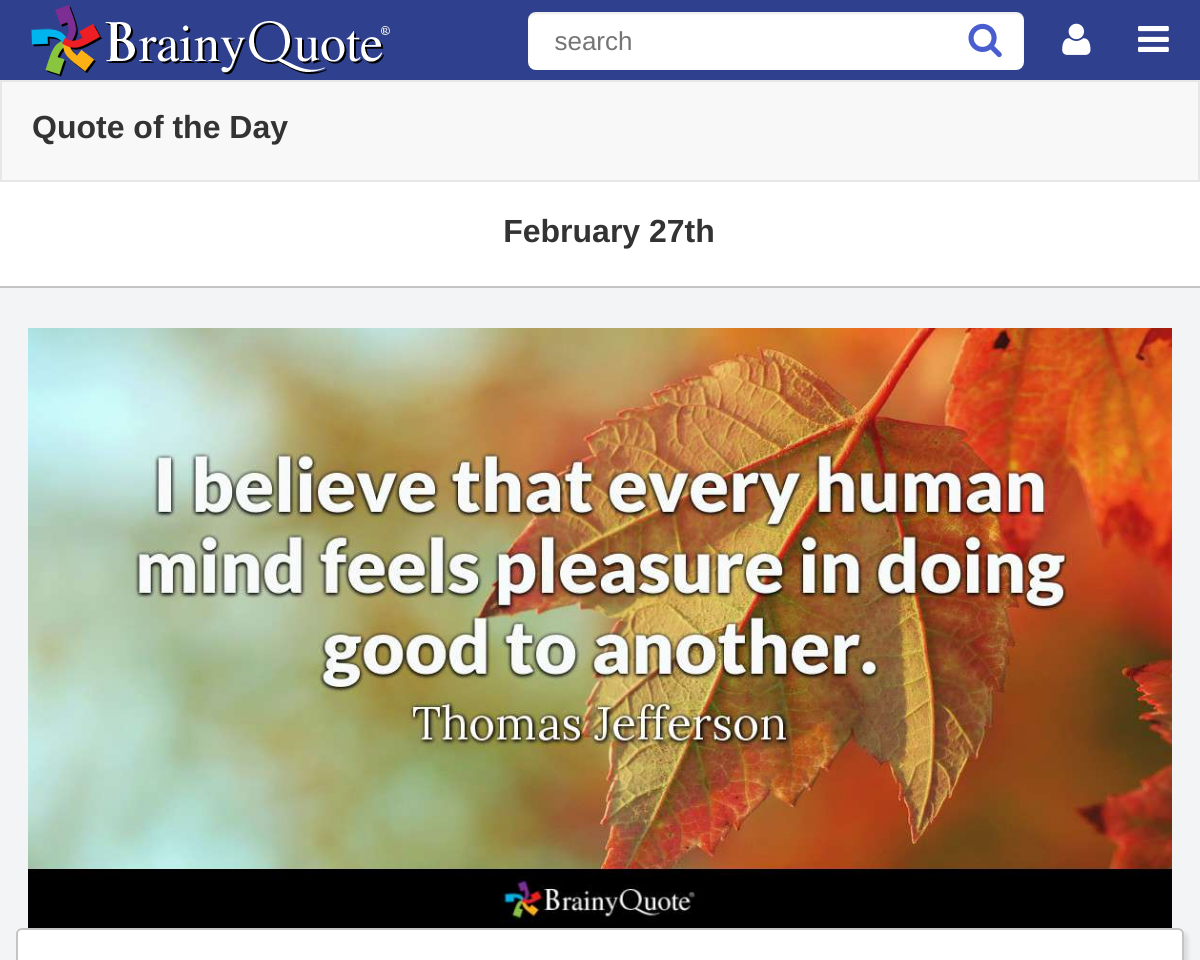 BrainyQuote®
search
Quote of the Day
February 27th
I believe that every human
mind feels pleasure in doing
good to another.
Thomas Jefferson
BrainyQuote®